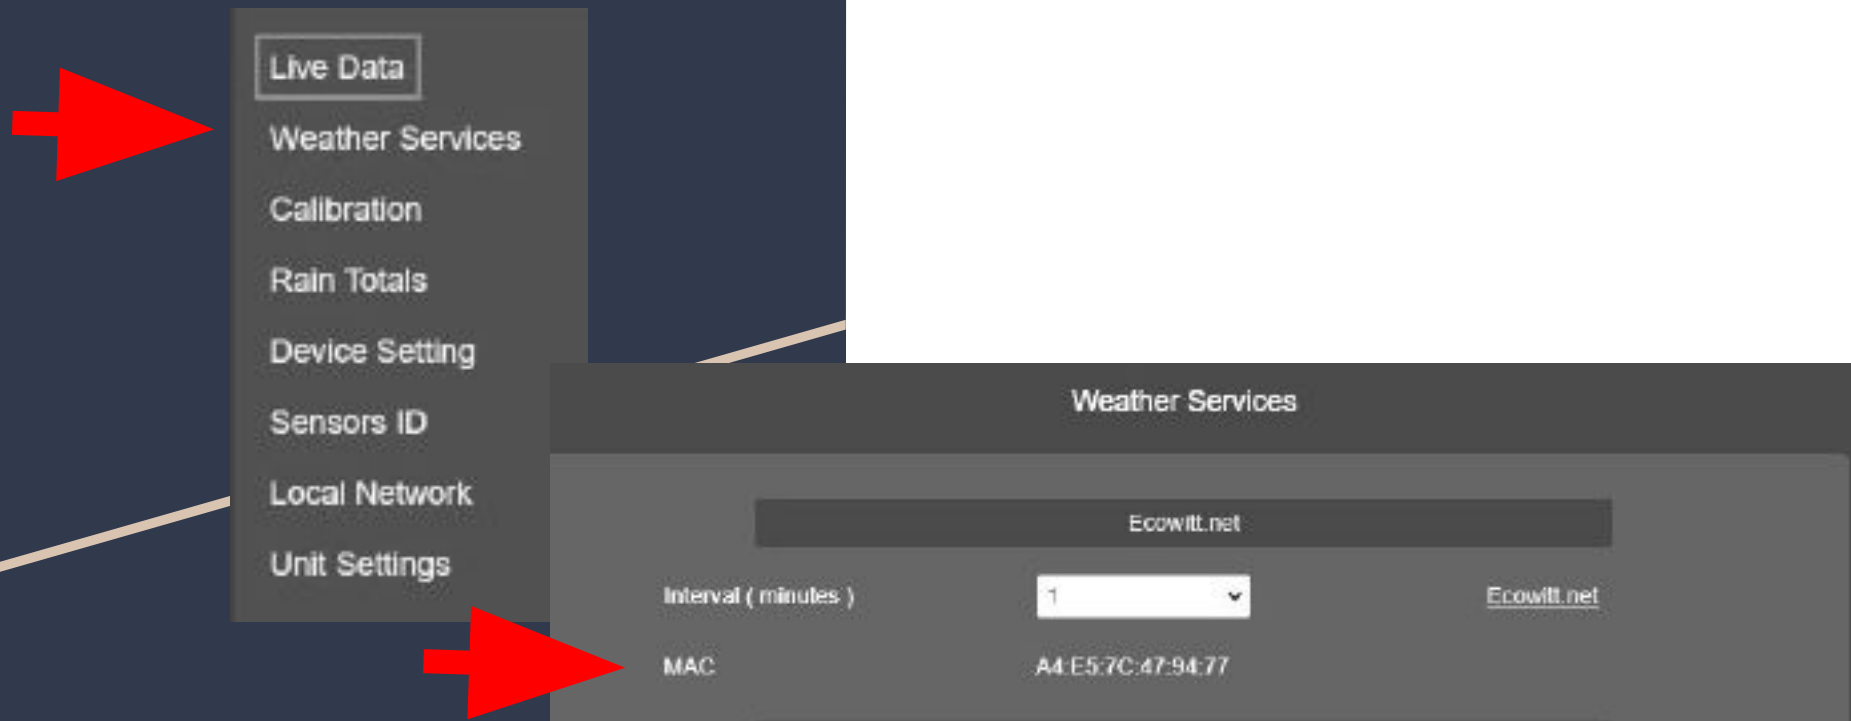 Live Data
Weather Services
Calibration
Rain Totals
Device Setting
Sensors ID
Local Network
Unit Settings
Weather Services
Ecowitt.net
Interval ( minutes ) 1 Ecowitt.net
MAC A4:E5:7C:47:94:77